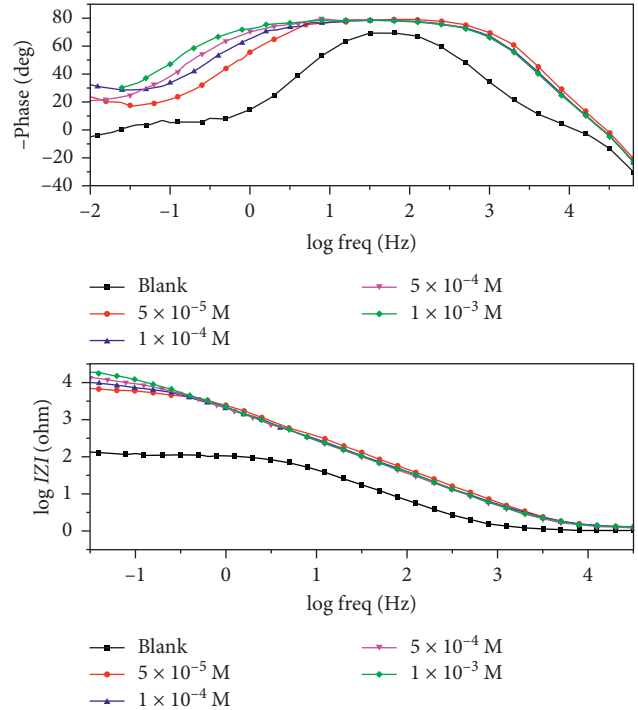 80
60
40
20
0
–20
–40
–Phase (deg)
–2 –1 0 1 2 3 4
log freq (Hz)
Blank
5 × 10⁻⁵ M
1 × 10⁻⁴ M
5 × 10⁻⁴ M
1 × 10⁻³ M
4
3
2
1
0
log IZI (ohm)
–1 0 1 2 3 4
log freq (Hz)
Blank
5 × 10⁻⁵ M
1 × 10⁻⁴ M
5 × 10⁻⁴ M
1 × 10⁻³ M